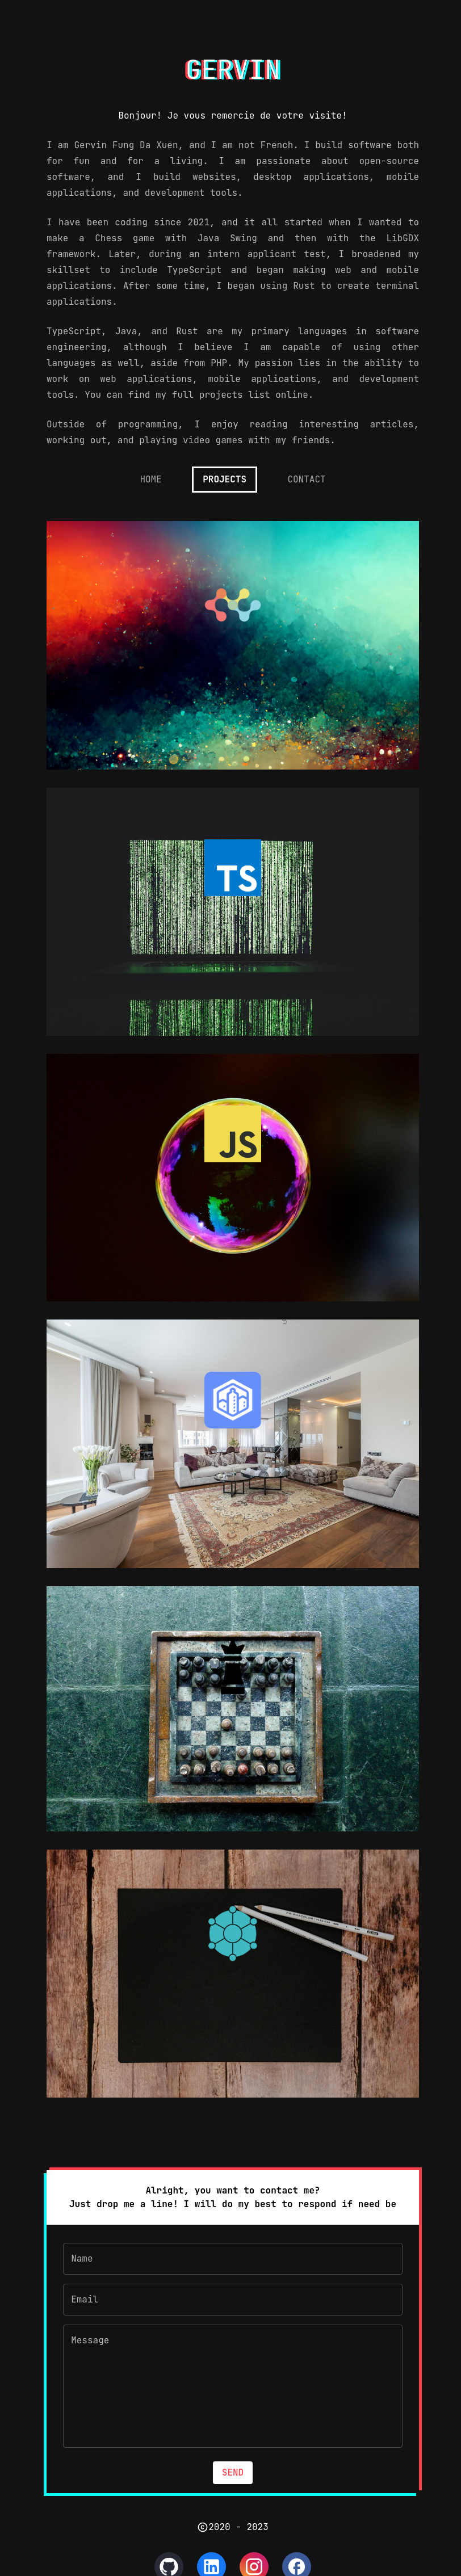 GERVIN
Bonjour! Je vous remercie de votre visite!
I am Gervin Fung Da Xuen, and I am not French. I build software both
for fun and for a living. I am passionate about open-source
software, and I build websites, desktop applications, mobile
applications, and development tools.
I have been coding since 2021, and it all started when I wanted to
make a Chess game with Java Swing and then with the LibGDX
framework. Later, during an intern applicant test, I broadened my
skillset to include TypeScript and began making web and mobile
applications. After some time, I began using Rust to create terminal
applications.
TypeScript, Java, and Rust are my primary languages in software
engineering, although I believe I am capable of using other
languages as well, aside from PHP. My passion lies in the ability to
work on web applications, mobile applications, and development
tools. You can find my full projects list online.
Outside of programming, I enjoy reading interesting articles,
working out, and playing video games with my friends.
HOME PROJECTS CONTACT
TS
JS
Alright, you want to contact me?
Just drop me a line! I will do my best to respond if need be
Name
Email
Message
SEND
©2020 - 2023
in